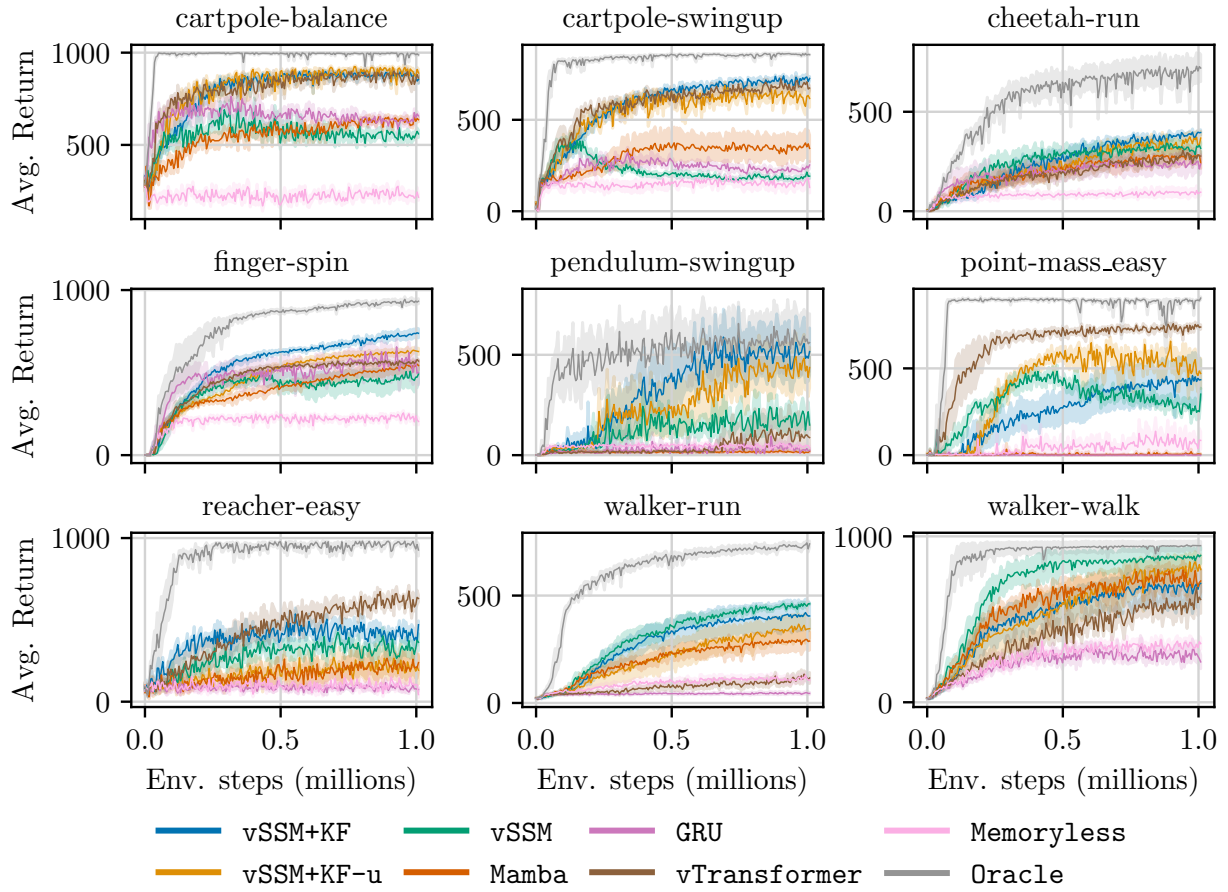 cartpole-balance cartpole-swingup cheetah-run
1000
500
Avg. Return
500
0
500
0
finger-spin pendulum-swingup point-mass_easy
1000
0
Avg. Return
500
0
500
0
reacher-easy walker-run walker-walk
1000
0
Avg. Return
500
0
1000
0
0.0 0.5 1.0 0.0 0.5 1.0 0.0 0.5 1.0
Env. steps (millions) Env. steps (millions) Env. steps (millions)
vSSM+KF vSSM GRU Memoryless
vSSM+KF-u Mamba vTransformer Oracle